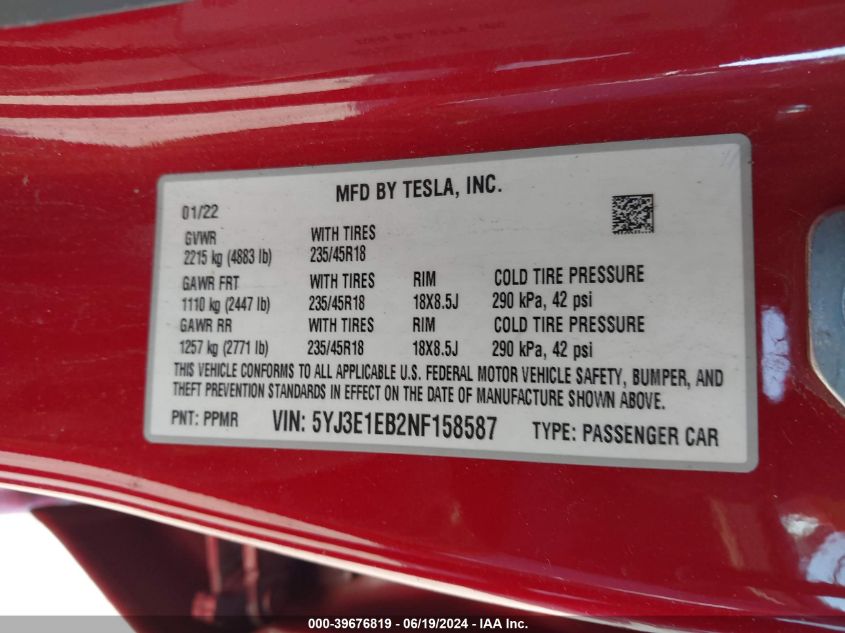 MFD BY TESLA, INC.
01/22
GVWR WITH TIRES
2215 kg (4883 lb) 235/45R18
GAWR FRT WITH TIRES RIM COLD TIRE PRESSURE
1110 kg (2447 lb) 235/45R18 18X8.5J 290 kPa, 42 psi
GAWR RR WITH TIRES RIM COLD TIRE PRESSURE
1257 kg (2771 lb) 235/45R18 18X8.5J 290 kPa, 42 psi
THIS VEHICLE CONFORMS TO ALL APPLICABLE U.S. FEDERAL MOTOR VEHICLE SAFETY, BUMPER, AND
THEFT PREVENTION STANDARDS IN EFFECT ON THE DATE OF MANUFACTURE SHOWN ABOVE.
PNT: PPMR VIN: 5YJ3E1EB2NF158587 TYPE: PASSENGER CAR
000-39676819 - 06/19/2024 - IAA Inc.